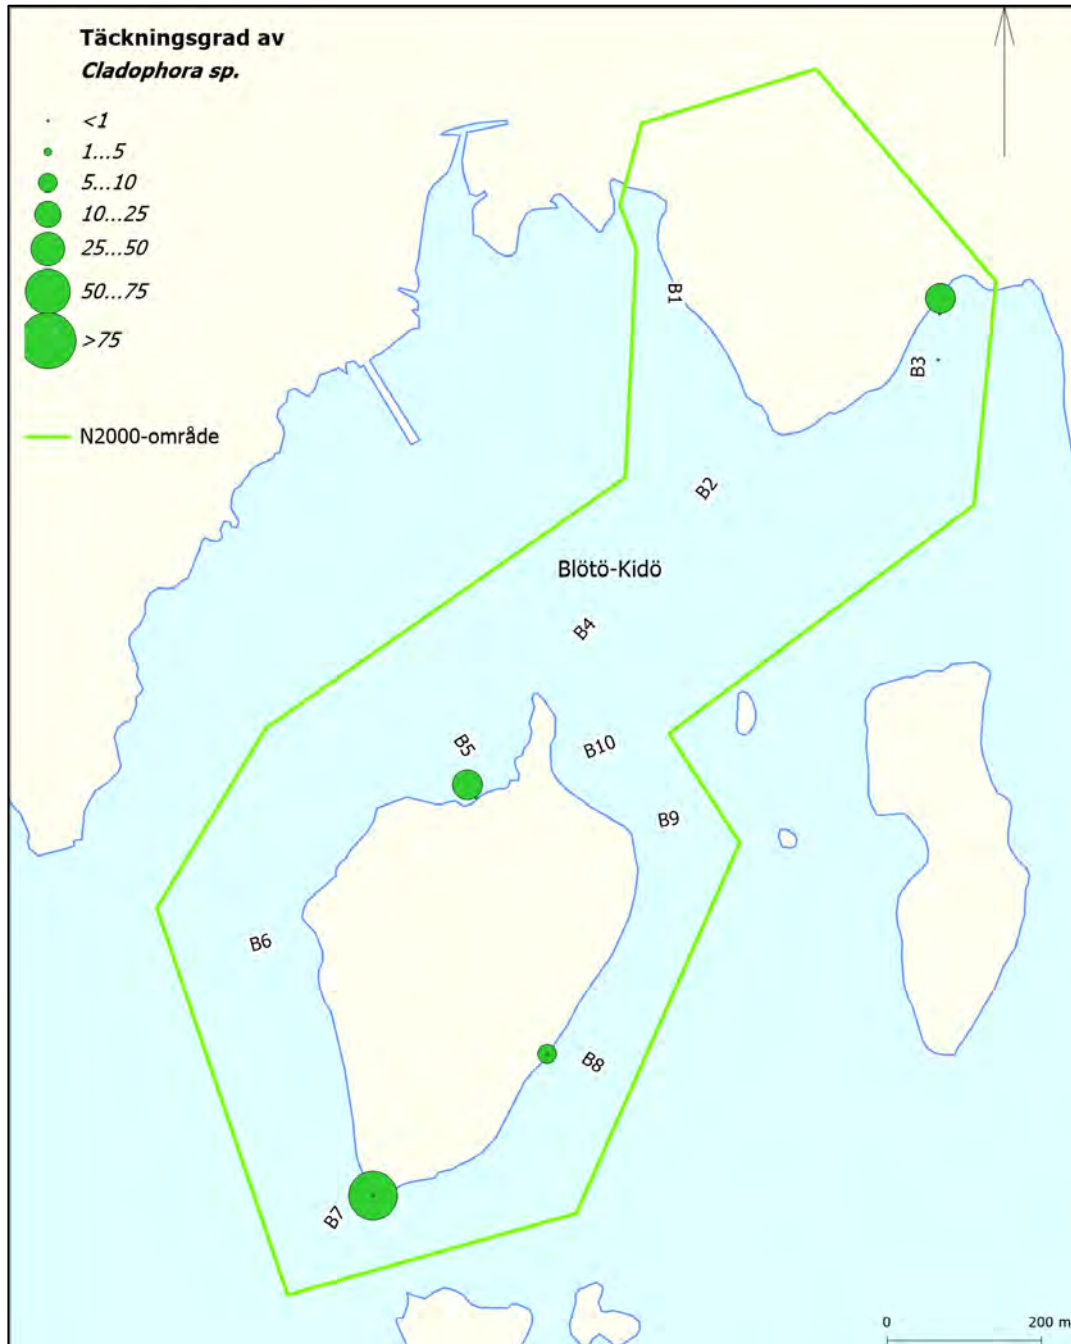 Täckningsgrad av
Cladophora sp.
<1
1...5
5...10
10...25
25...50
50...75
>75
N2000-område
B1
B3
B2
Blötö-Kidö
B4
B5
B10
B9
B6
B8
B7
0 200 m